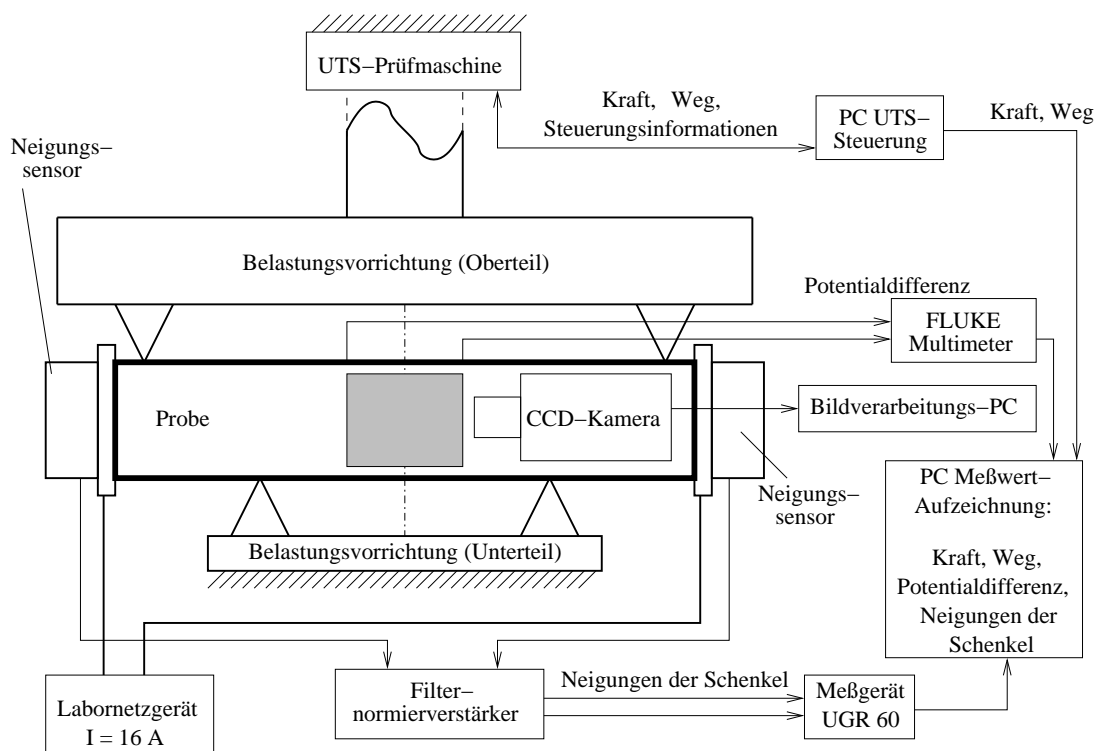 UTS–Prüfmaschine
Kraft, Weg,
Steuerungsinformationen
PC UTS–
Steuerung
Kraft, Weg
Neigungs–
sensor
Belastungsvorrichtung (Oberteil)
Potentialdifferenz
FLUKE
Multimeter
Probe
CCD–Kamera
Bildverarbeitungs–PC
Neigungs–
sensor
PC Meßwert–
Aufzeichnung:
Kraft, Weg,
Potentialdifferenz,
Neigungen der
Schenkel
Belastungsvorrichtung (Unterteil)
Labornetzgerät
I = 16 A
Filter–
normierverstärker
Neigungen der Schenkel
Meßgerät
UGR 60